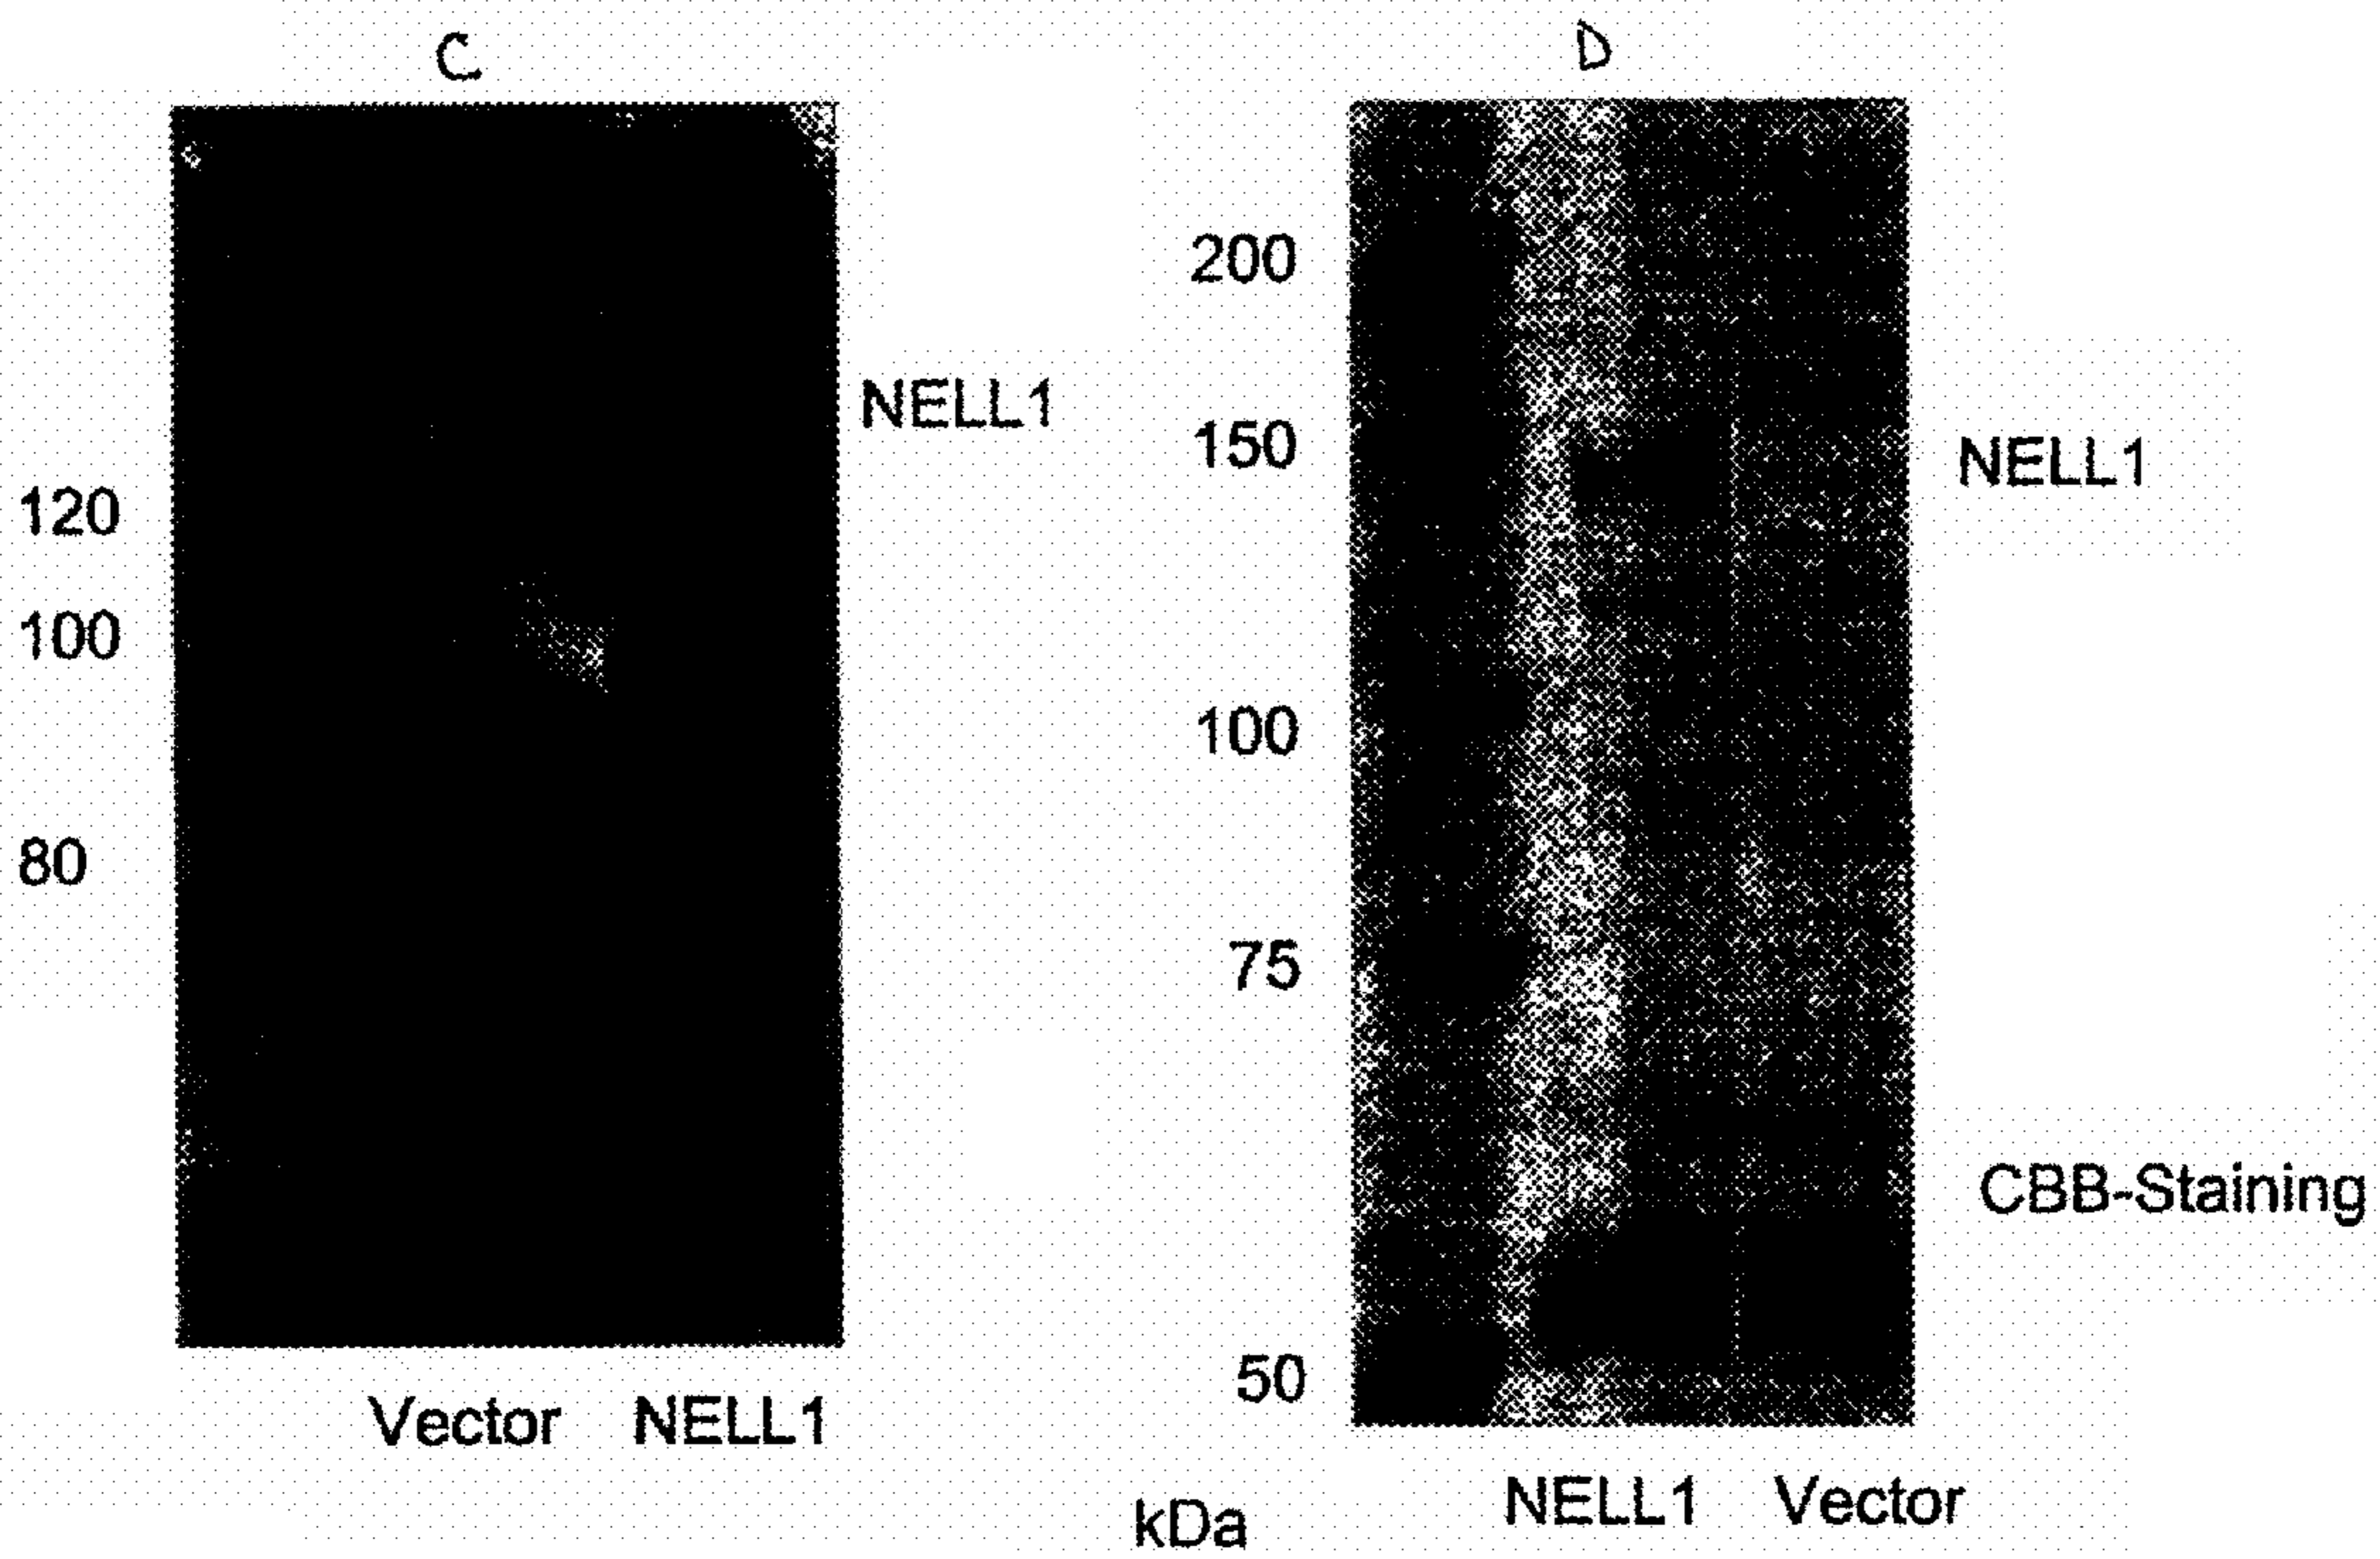 C
NELL1
120
100
80
Vector NELL1
D
200
150
100
75
50
NELL1
CBB-Staining
kDa
NELL1 Vector